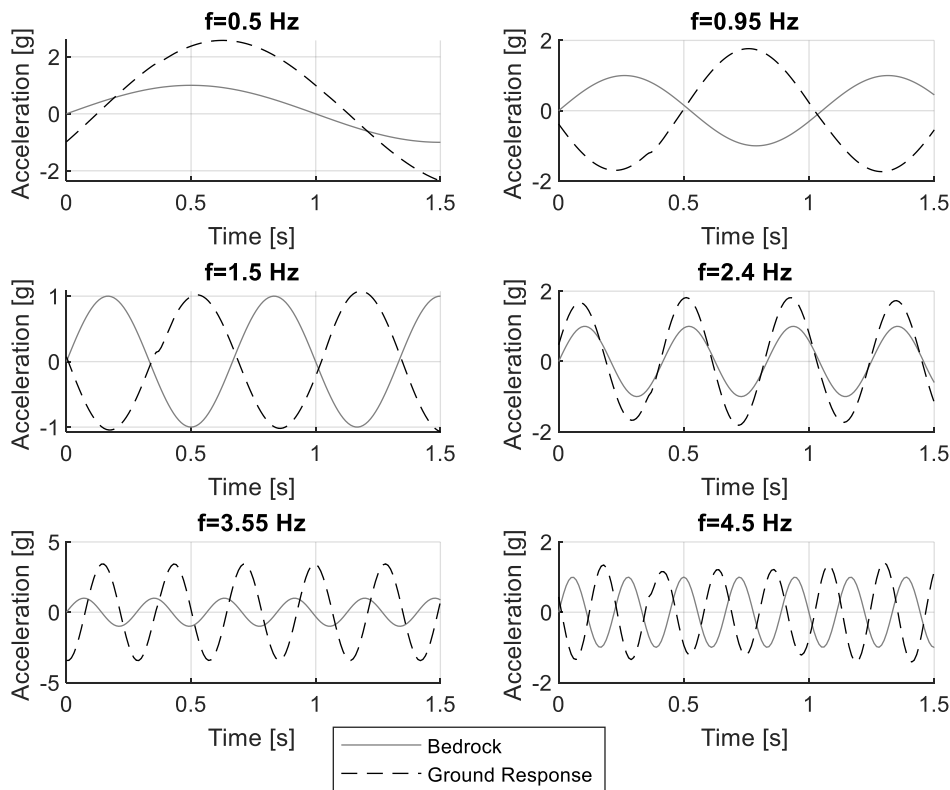 f=0.5 Hz
Acceleration [g]
2
0
-2
0
0.5
1
1.5
Time [s]
f=0.95 Hz
Acceleration [g]
2
0
-2
0
0.5
1
1.5
Time [s]
f=1.5 Hz
Acceleration [g]
1
0
-1
0
0.5
1
1.5
Time [s]
f=2.4 Hz
Acceleration [g]
2
0
-2
0
0.5
1
1.5
Time [s]
f=3.55 Hz
Acceleration [g]
5
0
-5
0
0.5
1
1.5
Time [s]
f=4.5 Hz
Acceleration [g]
2
0
-2
0
0.5
1
1.5
Time [s]
Bedrock
Ground Response